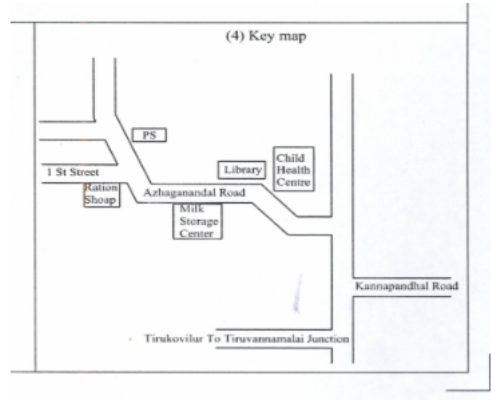 (4) Key map
PS
1 St Street
Library
Child
Health
Centre
Ration
Shoap
Azhaganandal Road
Milk
Storage
Center
Kannapandhal Road
Tirukovilur To Tiruvannamalai Junction